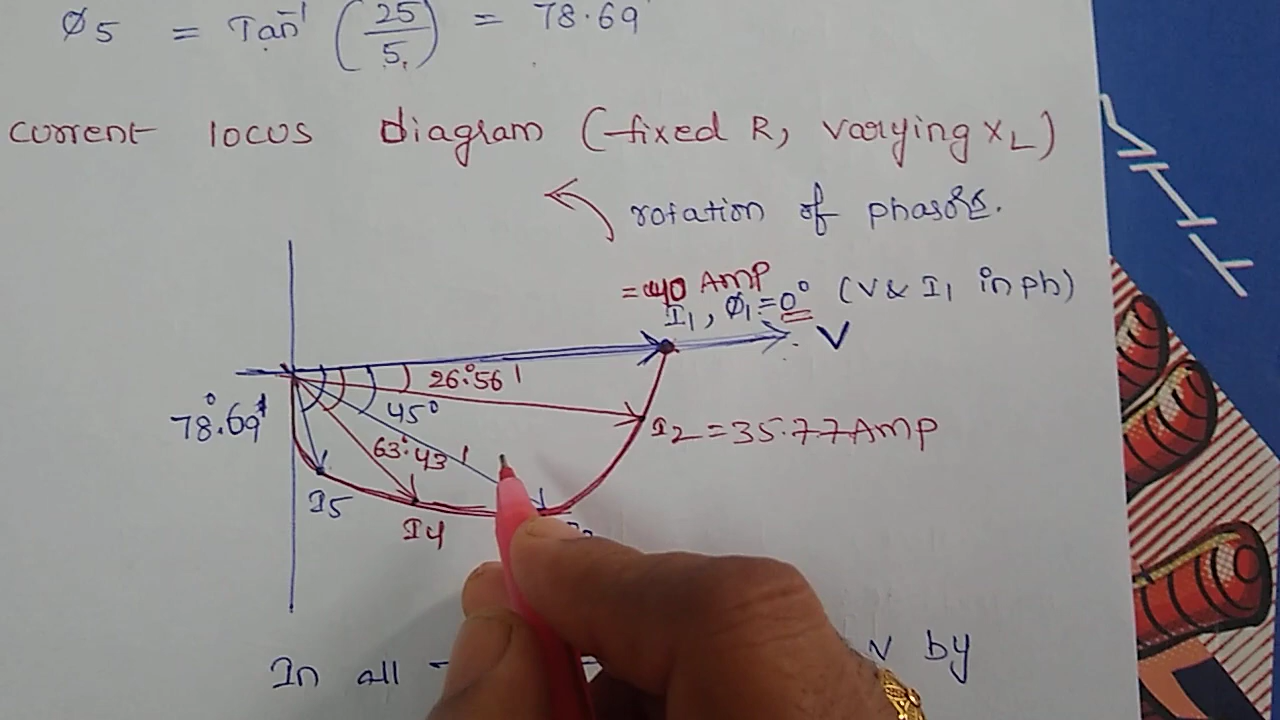 Ø5 = Tan⁻¹ (25/5) = 78.69'
current locus diagram (fixed R, varying XL)
rotation of phasors.
= 40 AMP
I1, Ø1=0° (V & I1 in ph)
V
26.°56'
45°
78.°69'
I2 = 35.77 AMP
63.°43'
I5
I4
In all
V by